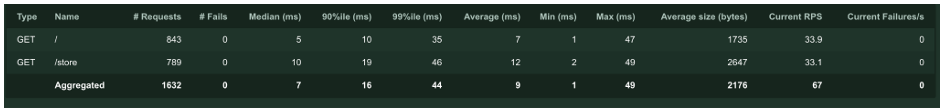 Type Name # Requests # Fails Median (ms) 90%ile (ms) 99%ile (ms) Average (ms) Min (ms) Max (ms) Average size (bytes) Current RPS Current Failures/s
GET / 843 0 5 10 35 7 1 47 1735 33.9 0
GET /store 789 0 10 19 46 12 2 49 2647 33.1 0
Aggregated 1632 0 7 16 44 9 1 49 2176 67 0